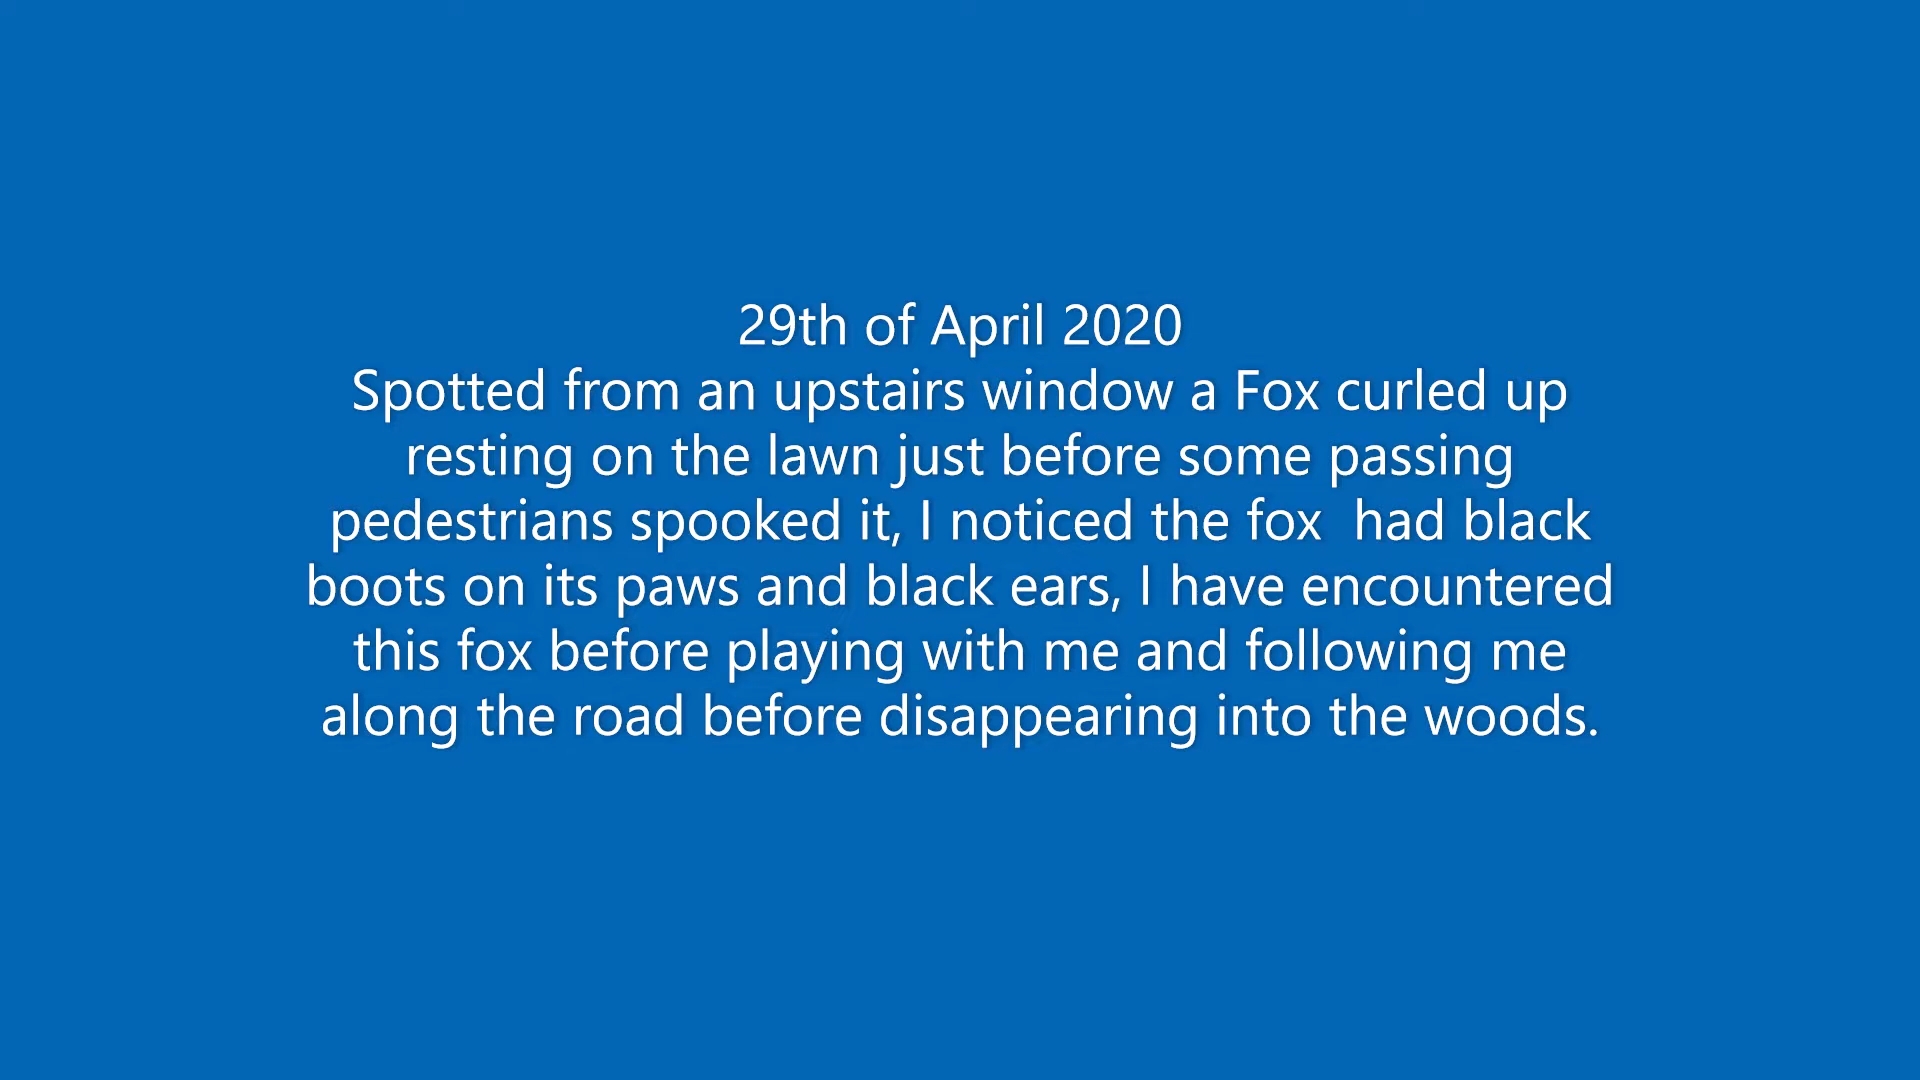 29th of April 2020
Spotted from an upstairs window a Fox curled up
resting on the lawn just before some passing
pedestrians spooked it, I noticed the fox  had black
boots on its paws and black ears, I have encountered
this fox before playing with me and following me
along the road before disappearing into the woods.